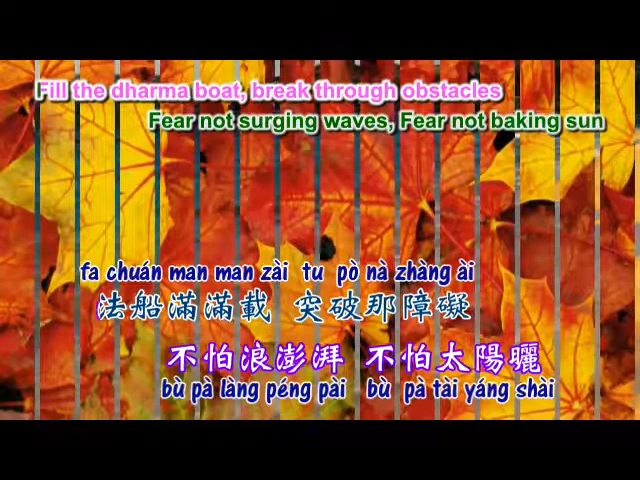 Fill the dharma boat, break through obstacles
Fear not surging waves, Fear not baking sun
fa chuán man man zài tu pò nà zhàng ài
法船滿滿載 突破那障礙
不怕浪澎湃 不怕太陽曬
bù pà làng péng pài bù pà tài yáng shài